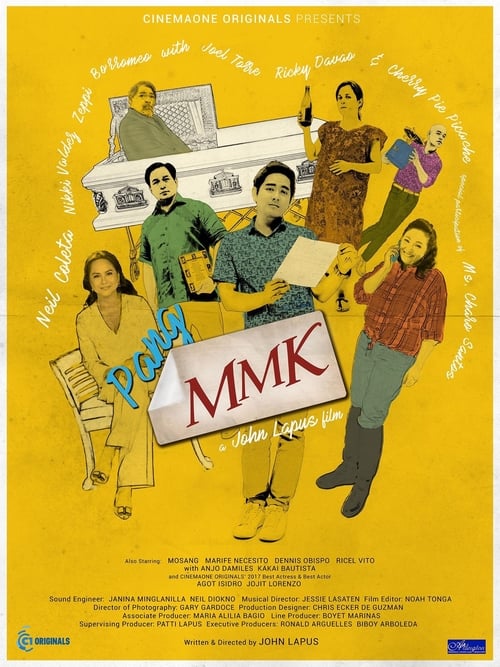 CINEMAONE ORIGINALS PRESENTS
Neil Coleta Nikki Valdez Zeppi Borromeo with Joel Torre Ricky Davao & Cherry Pie Picache special participation of Ms. Charo Santos
pang
MMK
a John Lapus film
Also Starring: MOSANG MARIFE NECESITO DENNIS OBISPO RICEL VITO
with ANJO DAMILES KAKAI BAUTISTA
and CINEMAONE ORIGINALS' 2017 Best Actress & Best Actor
AGOT ISIDRO JOJIT LORENZO
Sound Engineer: JANINA MINGLANILLA NEIL DIOKNO Musical Director: JESSIE LASATEN Film Editor: NOAH TONGA
Director of Photography: GARY GARDOCE Production Designer: CHRIS ECKER DE GUZMAN
Associate Producer: MARIA ALILIA BAGIO Line Producer: BOYET MARINAS
Supervising Producer: PATTI LAPUS Executive Producers: RONALD ARGUELLES BIBOY ARBOLEDA
C1 ORIGINALS
Written & Directed by JOHN LAPUS
Arlington